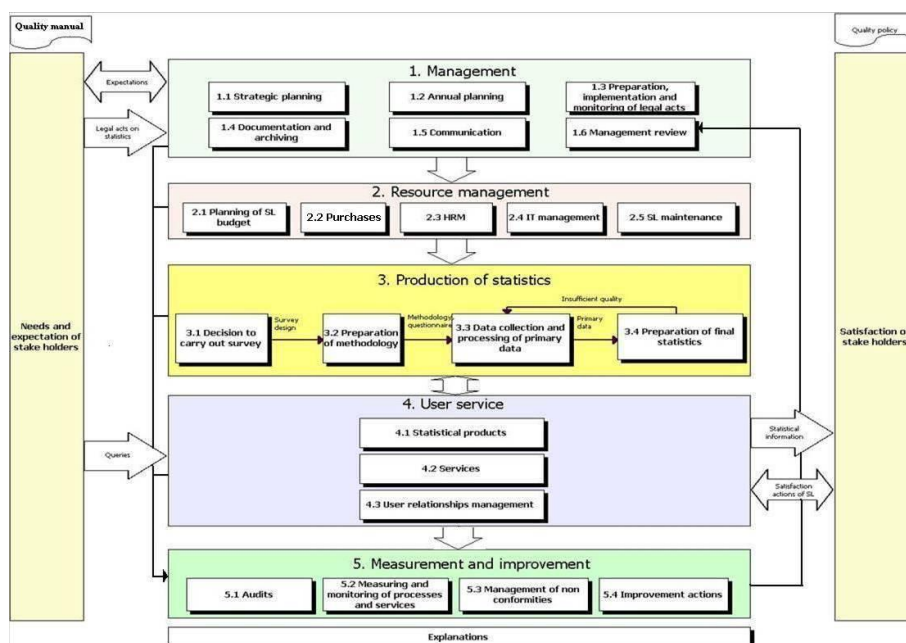 Quality manual
Quality policy
Expectations
Legal acts on
statistics
1. Management
1.1 Strategic planning
1.2 Annual planning
1.3 Preparation,
implementation and
monitoring of legal acts
1.4 Documentation and
archiving
1.5 Communication
1.6 Management review
2. Resource management
2.1 Planning of SL
budget
2.2 Purchases
2.3 HRM
2.4 IT management
2.5 SL maintenance
3. Production of statistics
Insufficient quality
3.1 Decision to
carry out survey
Survey
design
3.2 Preparation
of methodology
Methodology,
questionnaire
3.3 Data collection and
processing of primary
data
Primary
data
3.4 Preparation of final
statistics
Needs and
expectation of
stake holders
Satisfaction of
stake holders
4. User service
4.1 Statistical products
4.2 Services
4.3 User relationships management
Queries
Statistical
information
Satisfaction
actions of SL
5. Measurement and improvement
5.1 Audits
5.2 Measuring and
monitoring of processes
and services
5.3 Management of non
conformities
5.4 Improvement actions
Explanations